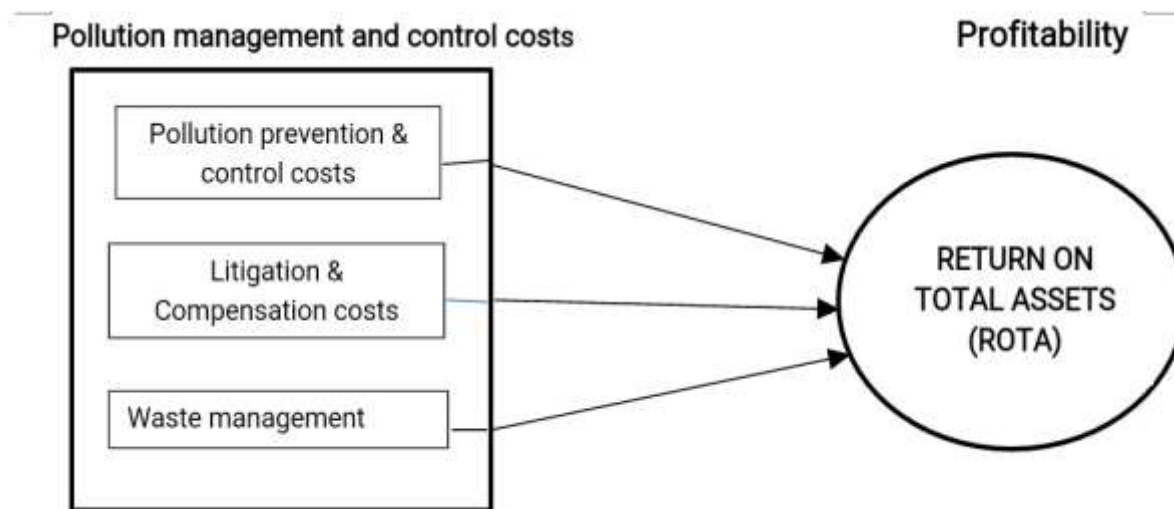 Pollution management and control costs
Profitability
Pollution prevention &
control costs
Litigation &
Compensation costs
Waste management
RETURN ON
TOTAL ASSETS
(ROTA)